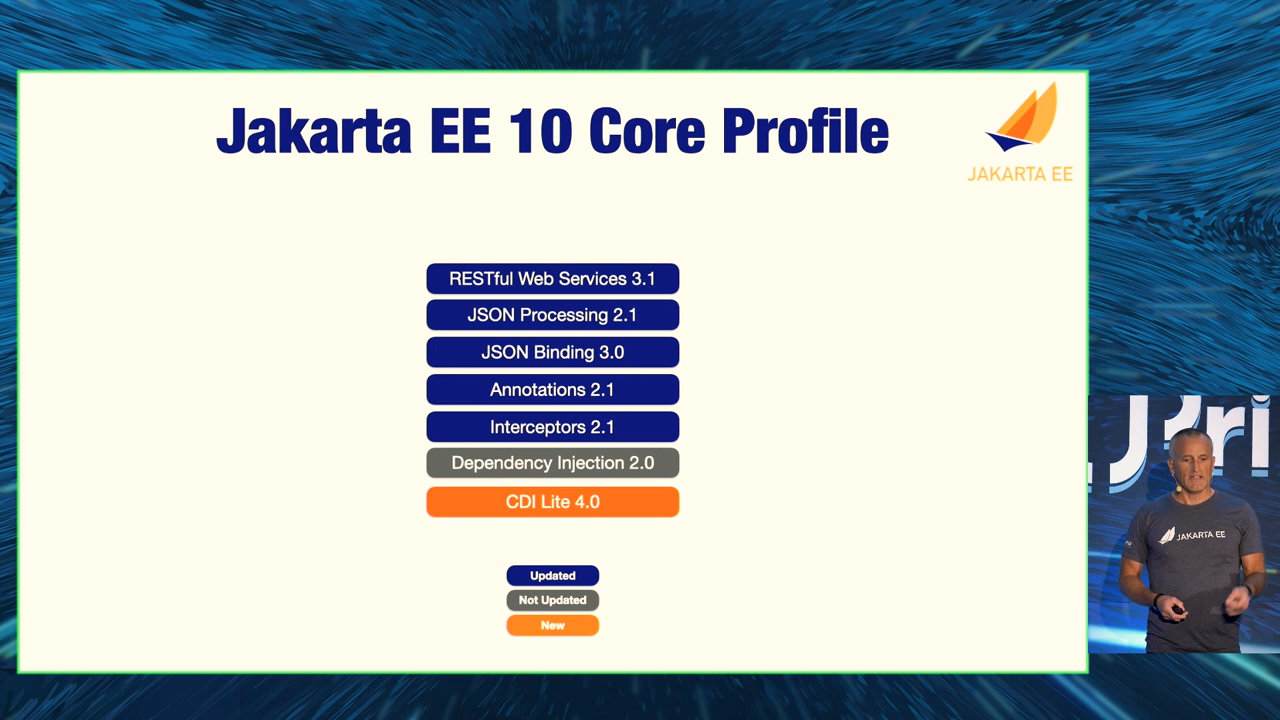 Jakarta EE 10 Core Profile
JAKARTA EE
RESTful Web Services 3.1
JSON Processing 2.1
JSON Binding 3.0
Annotations 2.1
Interceptors 2.1
Dependency Injection 2.0
CDI Lite 4.0
Updated
Not Updated
New
JAKARTA EE